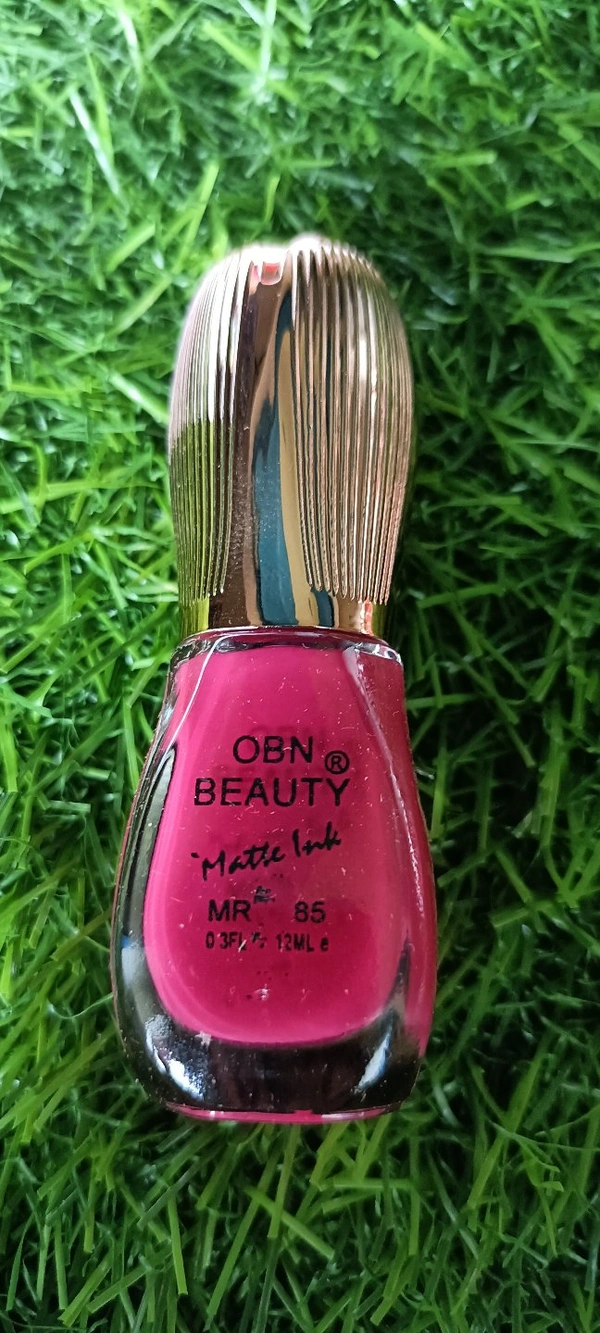 OBN ®
BEAUTY
Matte Ink
MR 85
0.3FL 12ML e